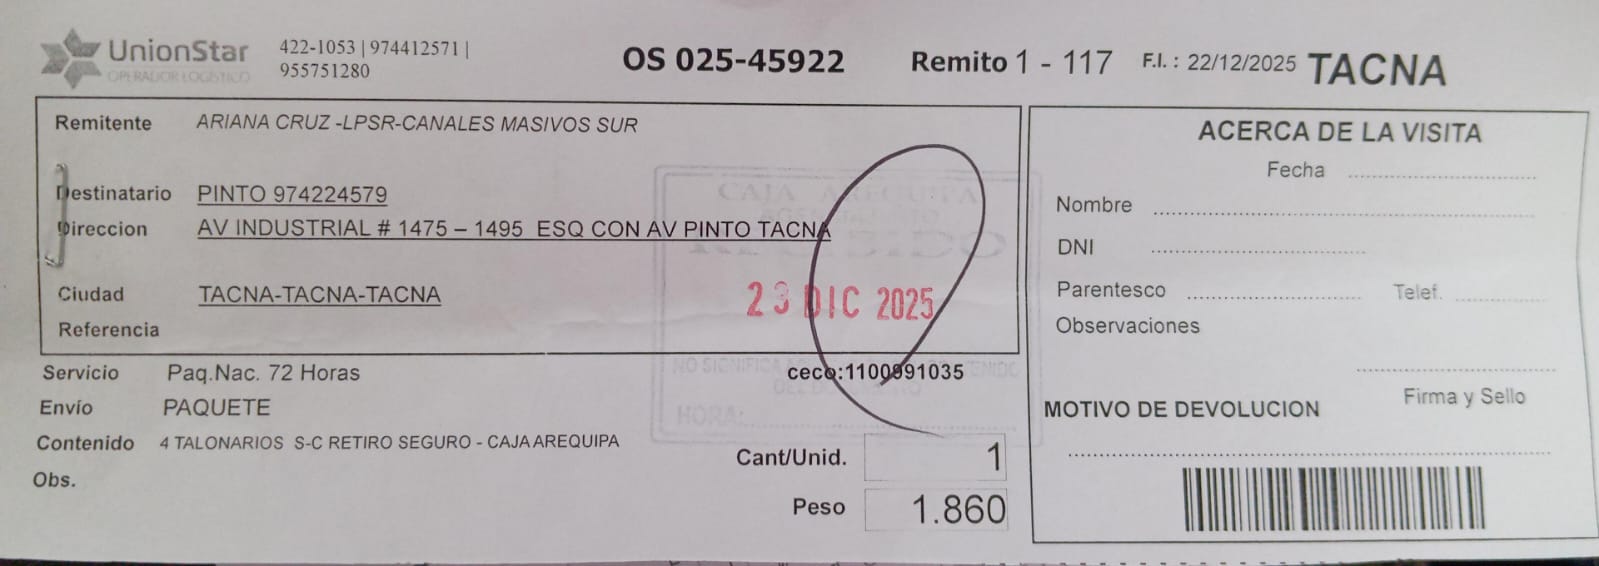 UnionStar
OPERADOR LOGÍSTICO
422-1053 | 974412571 |
955751280
OS 025-45922
Remito 1 - 117
F.I. : 22/12/2025
TACNA
Remitente ARIANA CRUZ -LPSR-CANALES MASIVOS SUR
Destinatario PINTO 974224579
Direccion AV INDUSTRIAL # 1475 – 1495 ESQ CON AV PINTO TACNA
Ciudad TACNA-TACNA-TACNA
Referencia
CAJA AREQUIPA
RECIBIDO
23 DIC 2025
NO SIGNIFICA
HORA:
Servicio Paq.Nac. 72 Horas
ceco:1100991035
Envío PAQUETE
Contenido 4 TALONARIOS S-C RETIRO SEGURO - CAJA AREQUIPA
Obs.
Cant/Unid. 1
Peso 1.860
ACERCA DE LA VISITA
Fecha
Nombre
DNI
Parentesco Telef.
Observaciones
Firma y Sello
MOTIVO DE DEVOLUCION